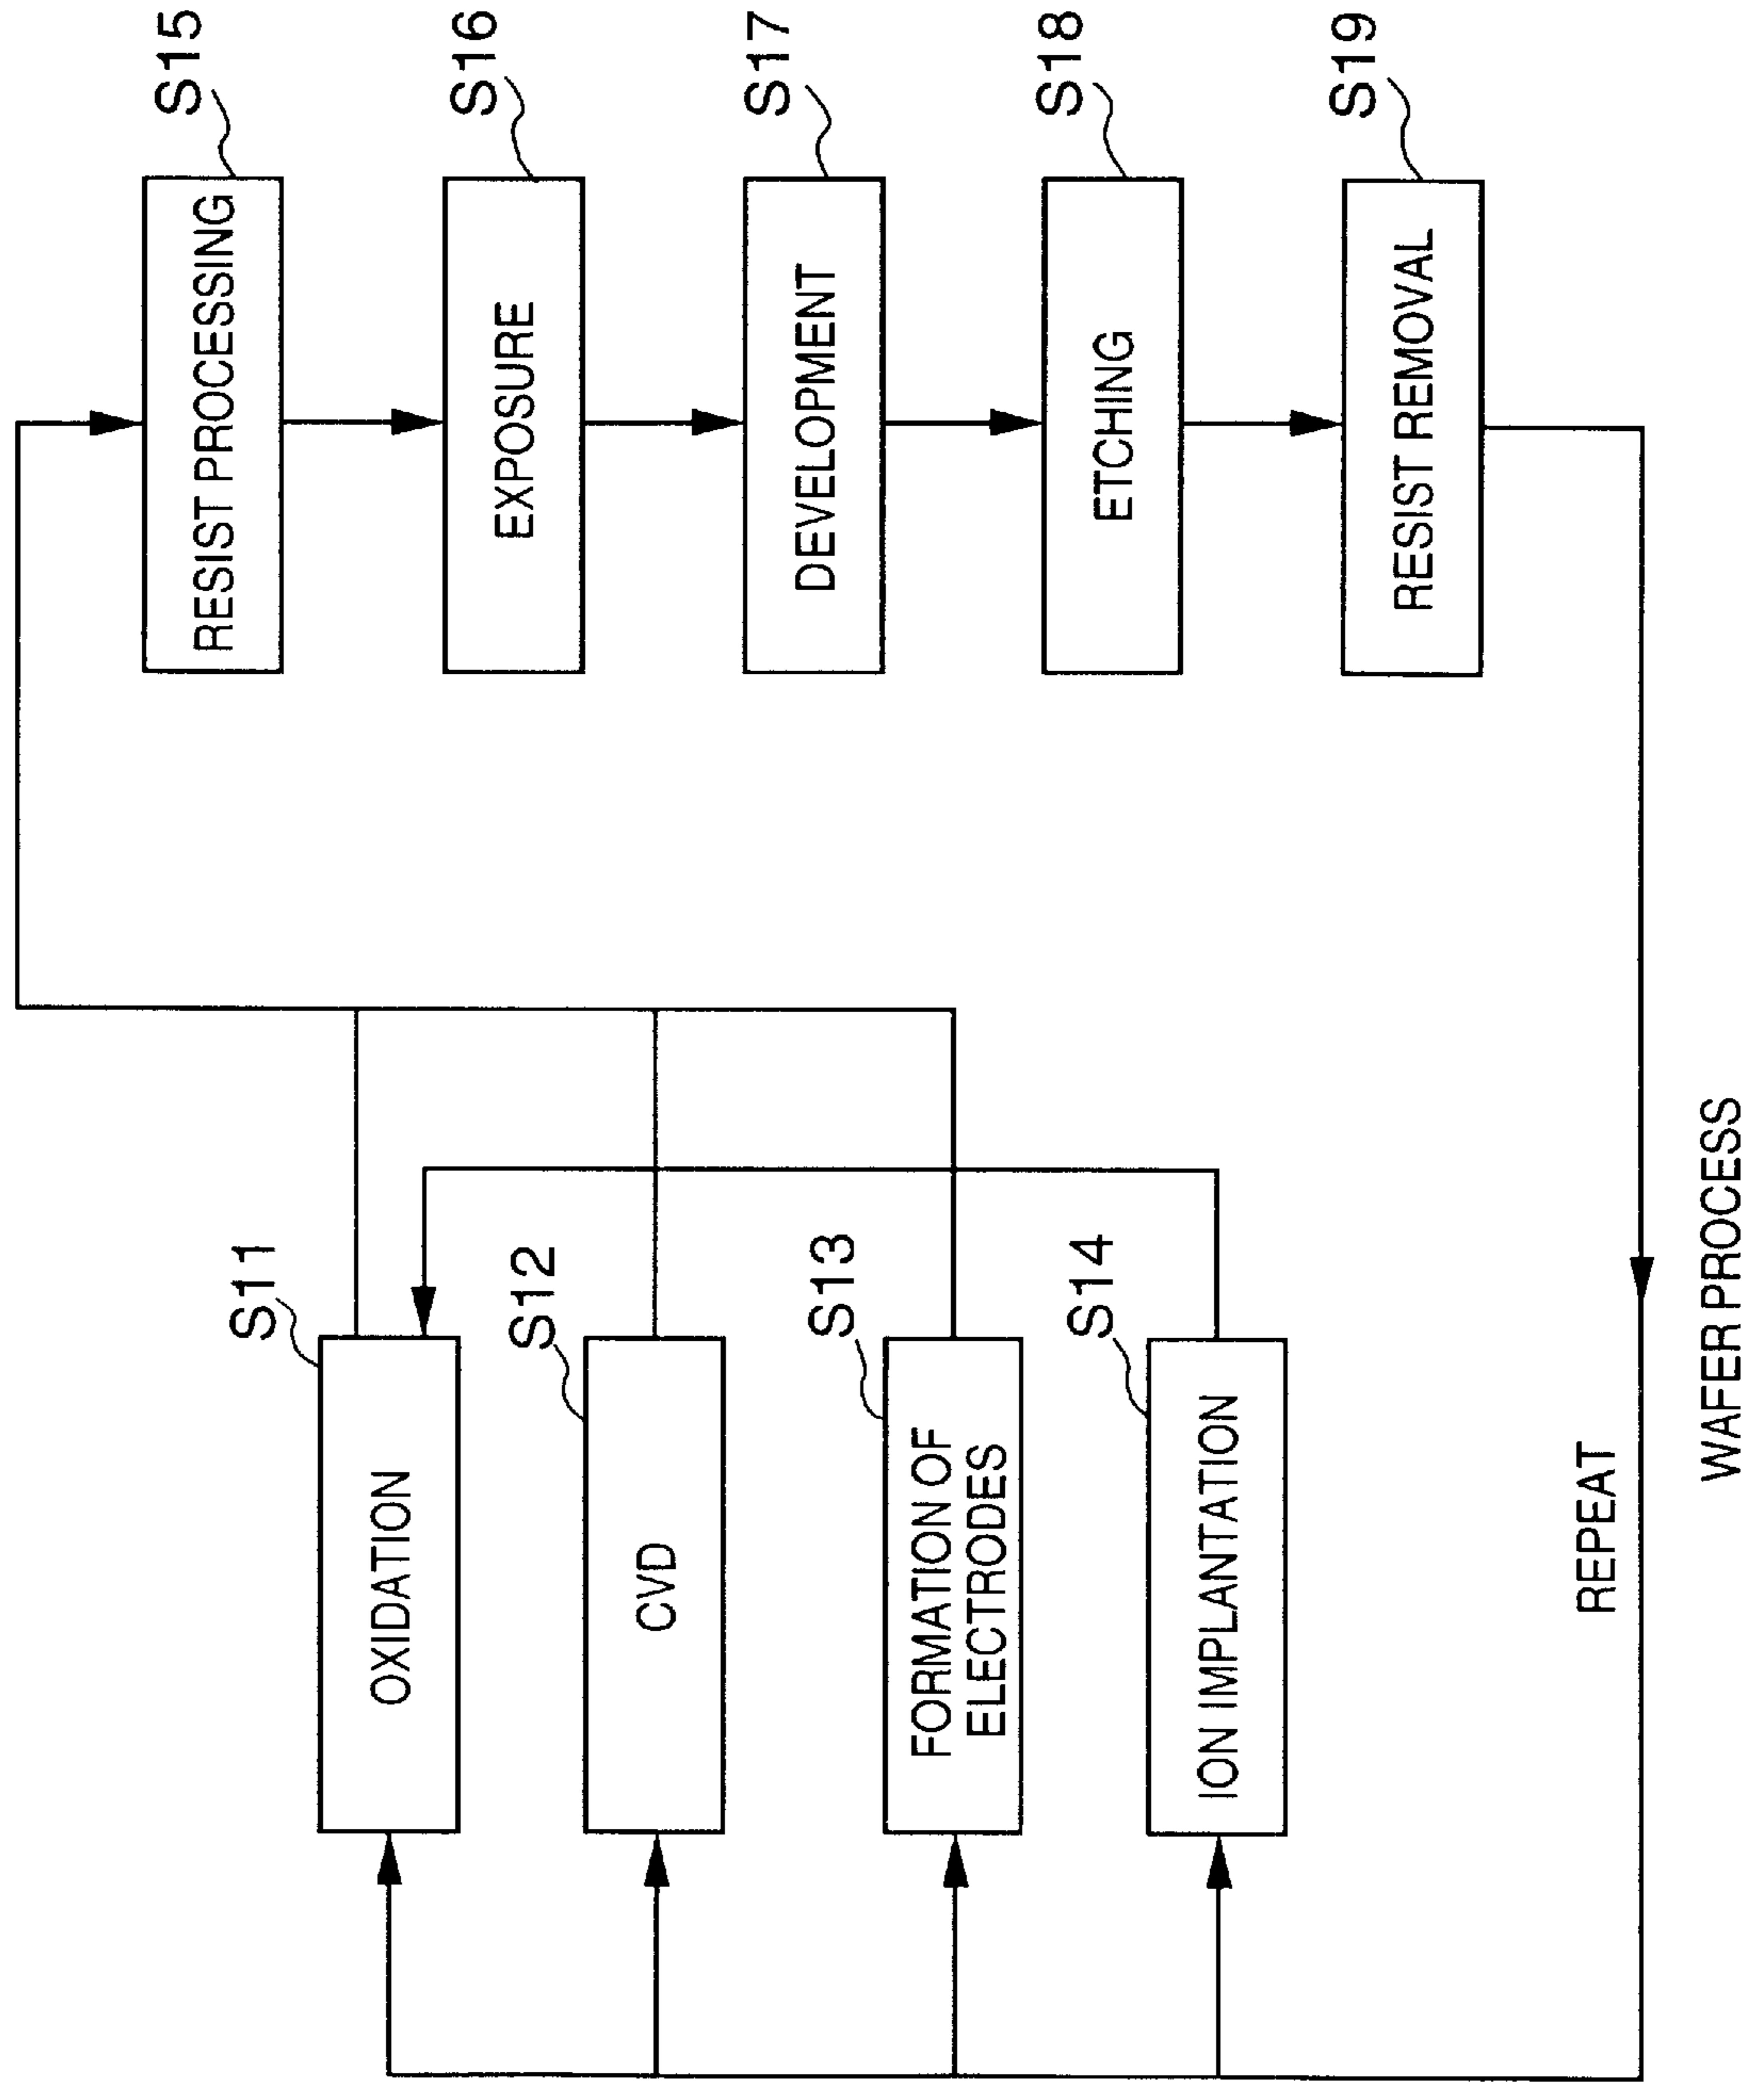 S11
OXIDATION
S12
CVD
S13
FORMATION OF
ELECTRODES
S14
ION IMPLANTATION
S15
RESIST PROCESSING
S16
EXPOSURE
S17
DEVELOPMENT
S18
ETCHING
S19
RESIST REMOVAL
REPEAT
WAFER PROCESS